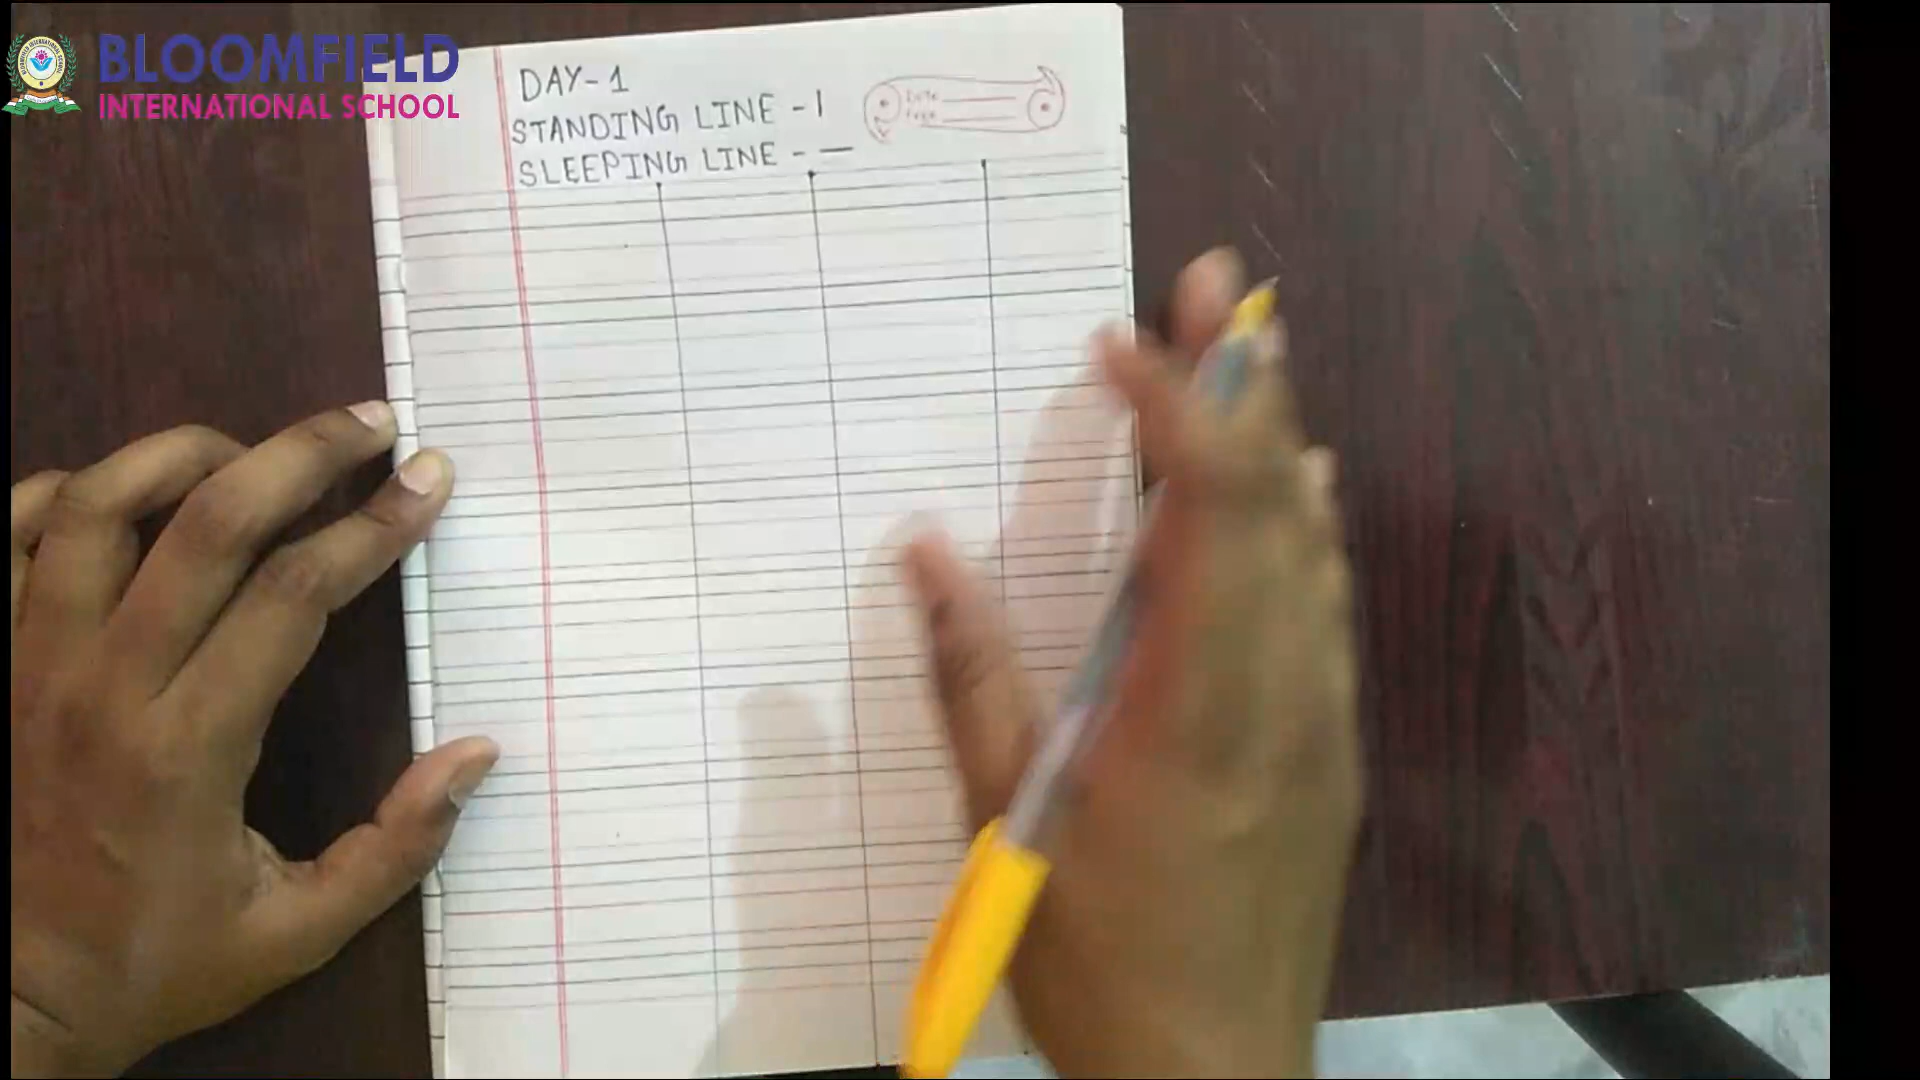 BLOOMFIELD
INTERNATIONAL SCHOOL
DAY-1
STANDING LINE - |
SLEEPING LINE - —
Date
Page